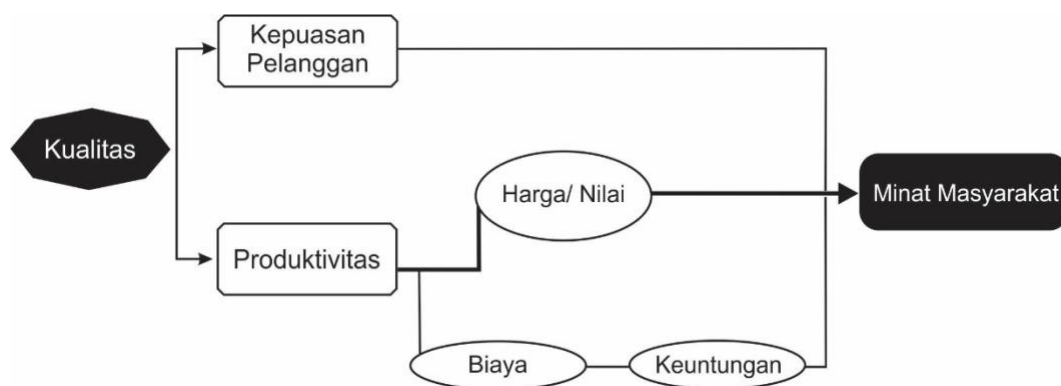 Kepuasan
Pelanggan
Kualitas
Harga/ Nilai
Minat Masyarakat
Produktivitas
Biaya
Keuntungan